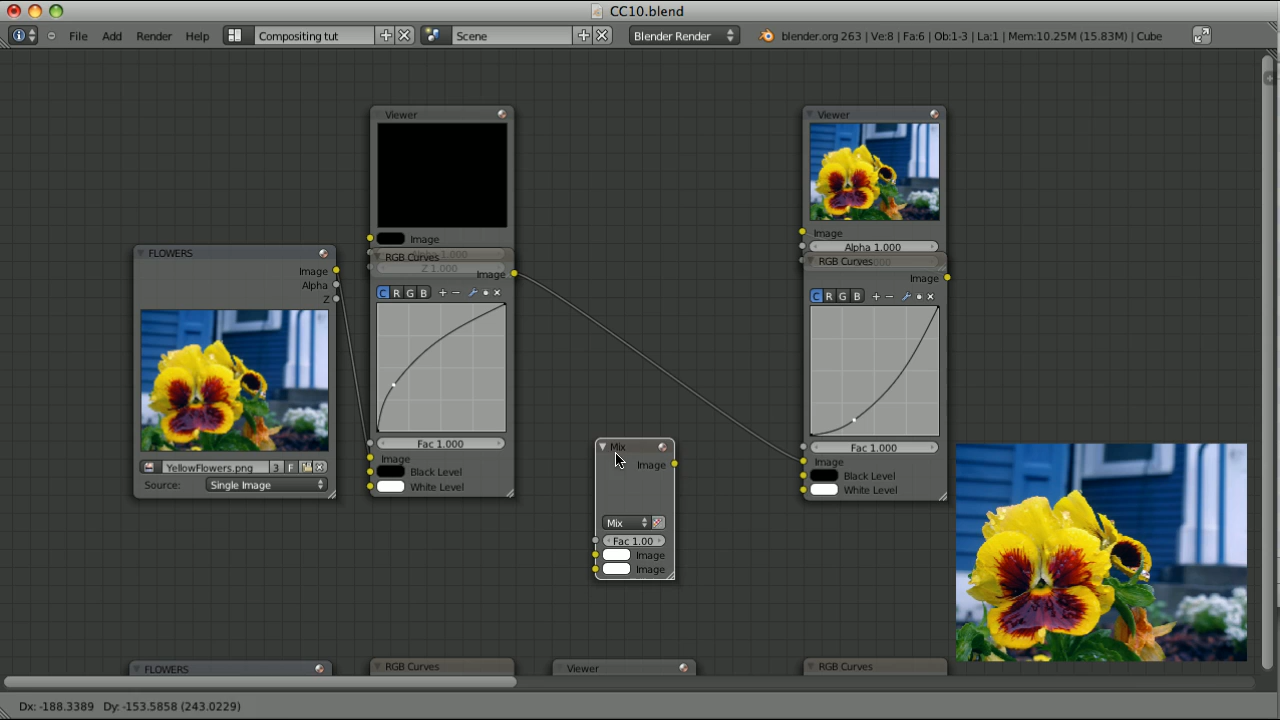 CC10.blend
File Add Render Help Compositing tut Scene Blender Render blender.org 263 | Ve:8 | Fa:6 | Ob:1-3 | La:1 | Mem:10.25M (15.83M) | Cube
Viewer
Image
Z 1.000
RGB Curves
Image
C R G B
Fac 1.000
Image
Black Level
White Level
Viewer
Image
Alpha 1.000
RGB Curves
Image
C R G B
Fac 1.000
Image
Black Level
White Level
FLOWERS
Image
Alpha
Z
YellowFlowers.png 3 F
Source: Single Image
Mix
Image
Mix
Fac 1.00
Image
Image
FLOWERS
RGB Curves
Viewer
RGB Curves
Dx: -188.3389 Dy: -153.5858 (243.0229)